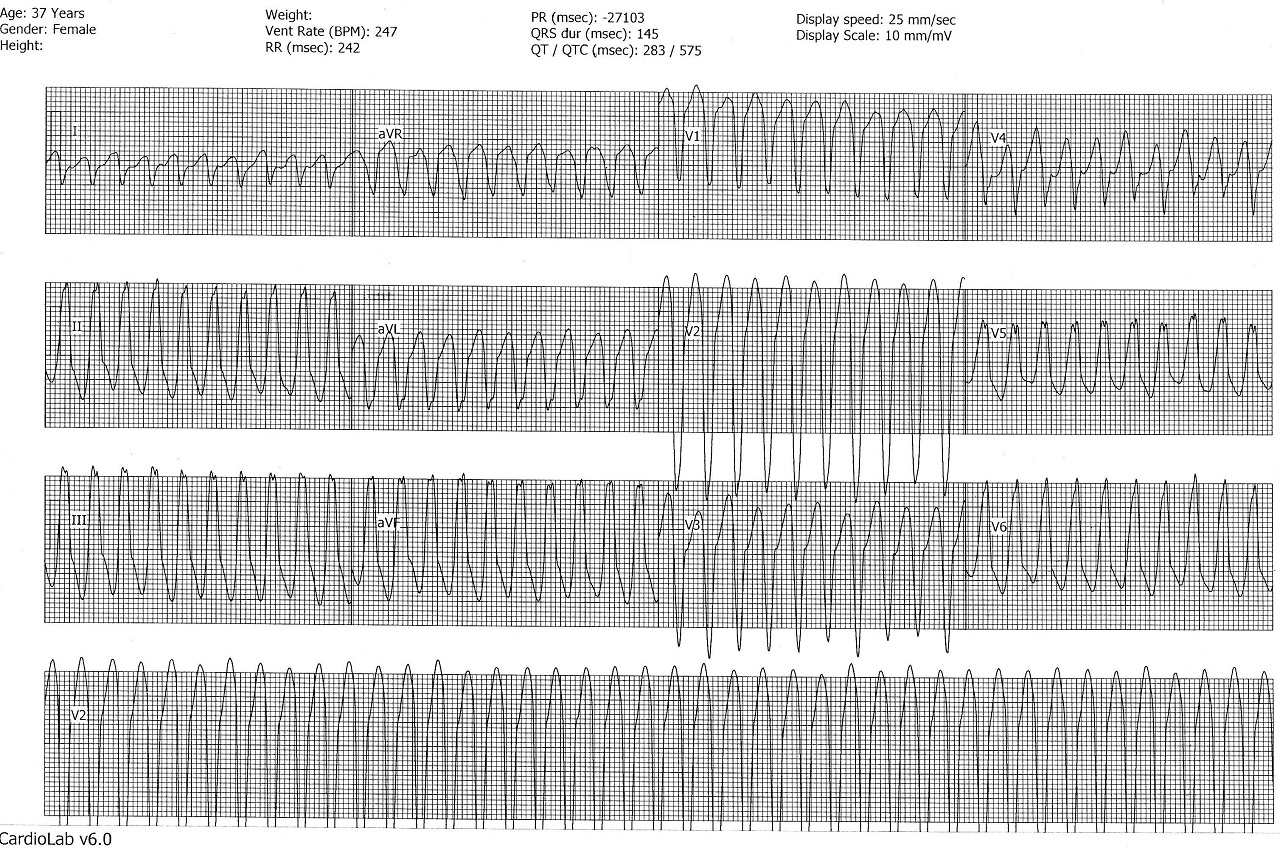 Age: 37 Years
Gender: Female
Height:
Weight:
Vent Rate (BPM): 247
RR (msec): 242
PR (msec): -27103
QRS dur (msec): 145
QT / QTC (msec): 283 / 575
Display speed: 25 mm/sec
Display Scale: 10 mm/mV
I
aVR
V1
V4
II
aVL
V2
V5
III
aVF
V3
V6
V2
CardioLab v6.0